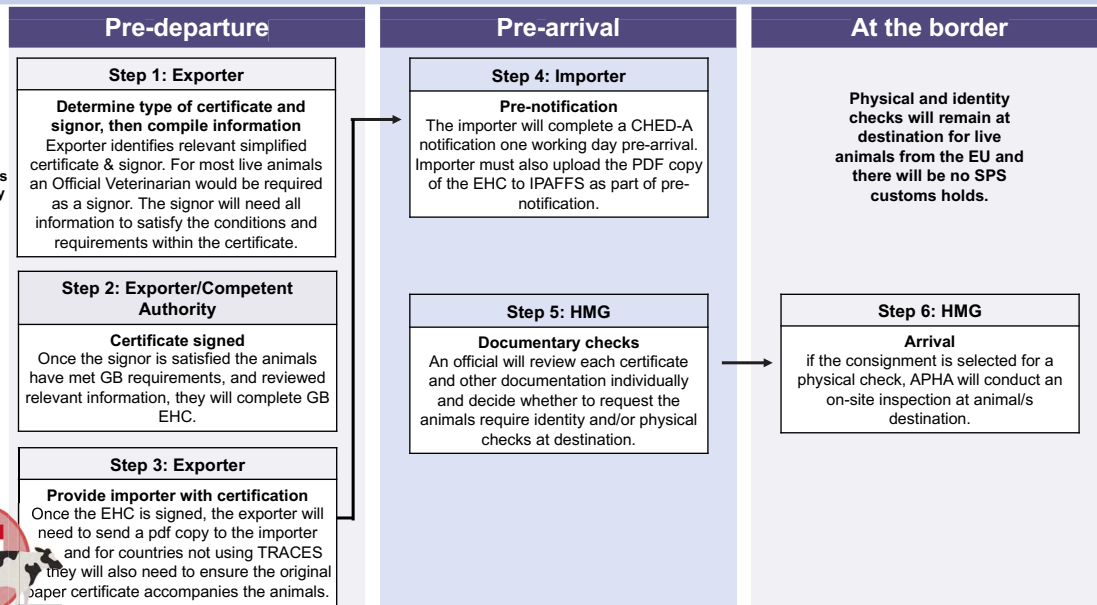 Pre-departure
Step 1: Exporter
Determine type of certificate and
signor, then compile information
Exporter identifies relevant simplified
certificate & signor. For most live animals
an Official Veterinarian would be required
as a signor. The signor will need all
information to satisfy the conditions and
requirements within the certificate.
Step 2: Exporter/Competent
Authority
Certificate signed
Once the signor is satisfied the animals
have met GB requirements, and reviewed
relevant information, they will complete GB
EHC.
Step 3: Exporter
Provide importer with certification
Once the EHC is signed, the exporter will
need to send a pdf copy to the importer
and for countries not using TRACES
they will also need to ensure the original
paper certificate accompanies the animals.
Pre-arrival
Step 4: Importer
Pre-notification
The importer will complete a CHED-A
notification one working day pre-arrival.
Importer must also upload the PDF copy
of the EHC to IPAFFS as part of pre-
notification.
Step 5: HMG
Documentary checks
An official will review each certificate
and other documentation individually
and decide whether to request the
animals require identity and/or physical
checks at destination.
At the border
Physical and identity
checks will remain at
destination for live
animals from the EU and
there will be no SPS
customs holds.
Step 6: HMG
Arrival
if the consignment is selected for a
physical check, APHA will conduct an
on-site inspection at animal/s
destination.